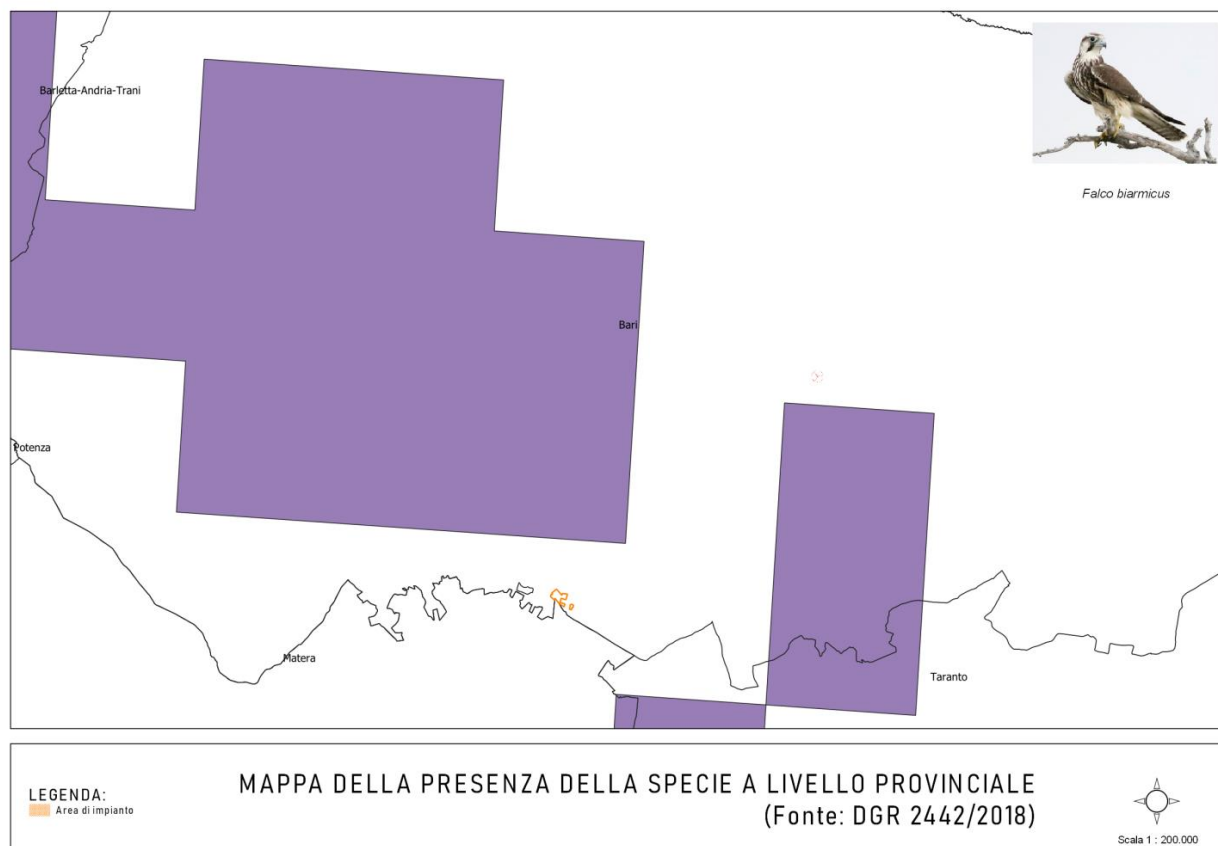 Barletta-Andria-Trani
Falco biarmicus
Bari
Potenza
Matera
Taranto
LEGENDA:
Area di impianto
MAPPA DELLA PRESENZA DELLA SPECIE A LIVELLO PROVINCIALE
(Fonte: DGR 2442/2018)
Scala 1 : 200.000